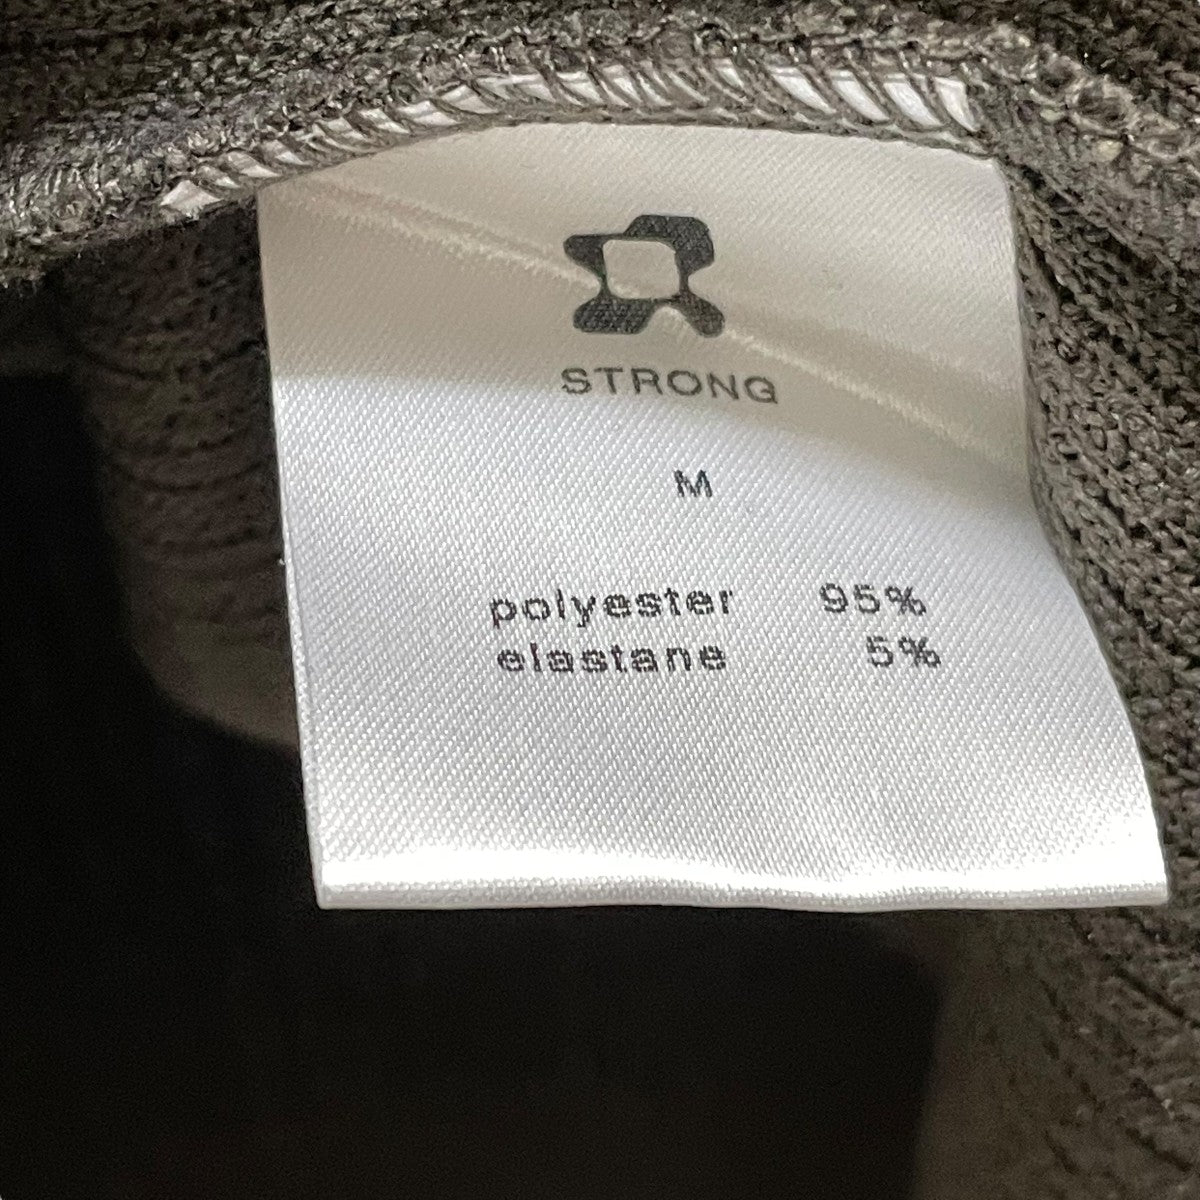 STRONG
M
polyester 95%
elastane 5%